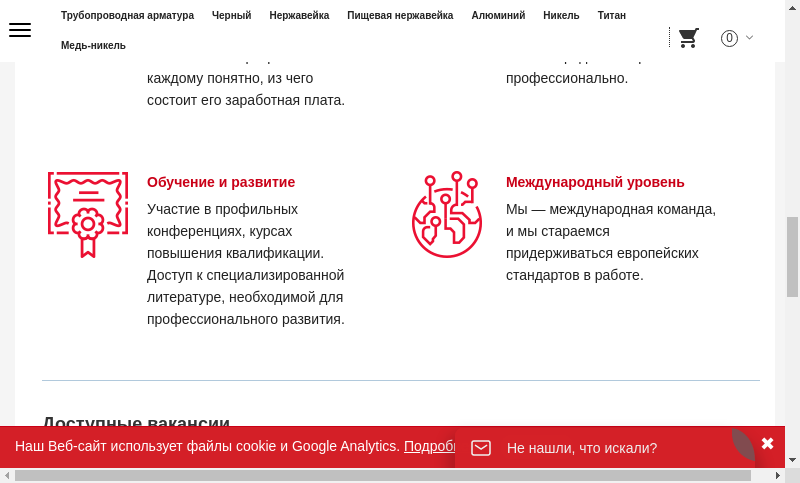 Трубопроводная арматура Черный Нержавейка Пищевая нержавейка Алюминий Никель Титан
Медь-никель
0
каждому понятно, из чего
состоит его заработная плата.
профессионально.
Обучение и развитие
Участие в профильных
конференциях, курсах
повышения квалификации.
Доступ к специализированной
литературе, необходимой для
профессионального развития.
Международный уровень
Мы — международная команда,
и мы стараемся
придерживаться европейских
стандартов в работе.
Доступные вакансии
Наш Веб-сайт использует файлы cookie и Google Analytics.
Не нашли, что искали?